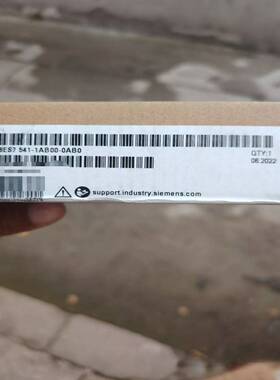 6ES7 541-1AB00-0AB0
QTY:1
06.2022
support.industry.siemens.com